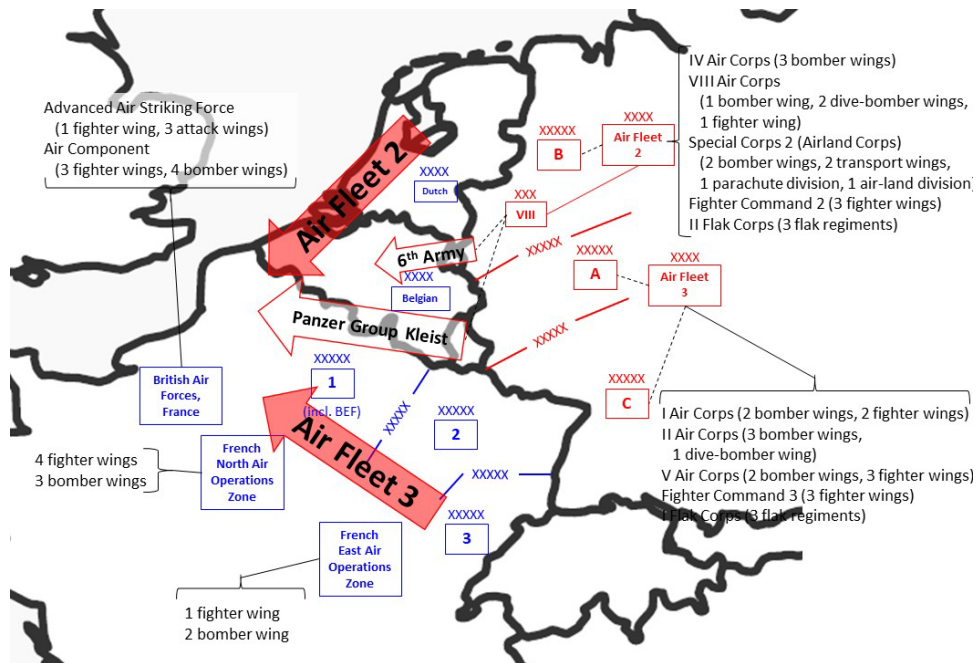 Advanced Air Striking Force
(1 fighter wing, 3 attack wings)
Air Component
(3 fighter wings, 4 bomber wings)
IV Air Corps (3 bomber wings)
VIII Air Corps
(1 bomber wing, 2 dive-bomber wings,
1 fighter wing)
Special Corps 2 (Airland Corps)
(2 bomber wings, 2 transport wings,
1 parachute division, 1 air-land division)
Fighter Command 2 (3 fighter wings)
II Flak Corps (3 flak regiments)
XXXXX
B
XXXX
Air Fleet
2
Air Fleet 2
XXXX
Dutch
XXX
VIII
XXXXX
6th Army
XXXX
Belgian
XXXXX
A
XXXX
Air Fleet
3
Panzer Group Kleist
XXXXX
XXXXX
1
(incl. BEF)
XXXXX
XXXXX
2
XXXXX
C
British Air
Forces,
France
Air Fleet 3
XXXXX
XXXXX
3
French
North Air
Operations
Zone
4 fighter wings
3 bomber wings
French
East Air
Operations
Zone
1 fighter wing
2 bomber wing
I Air Corps (2 bomber wings, 2 fighter wings)
II Air Corps (3 bomber wings,
1 dive-bomber wing)
V Air Corps (2 bomber wings, 3 fighter wings)
Fighter Command 3 (3 fighter wings)
I Flak Corps (3 flak regiments)